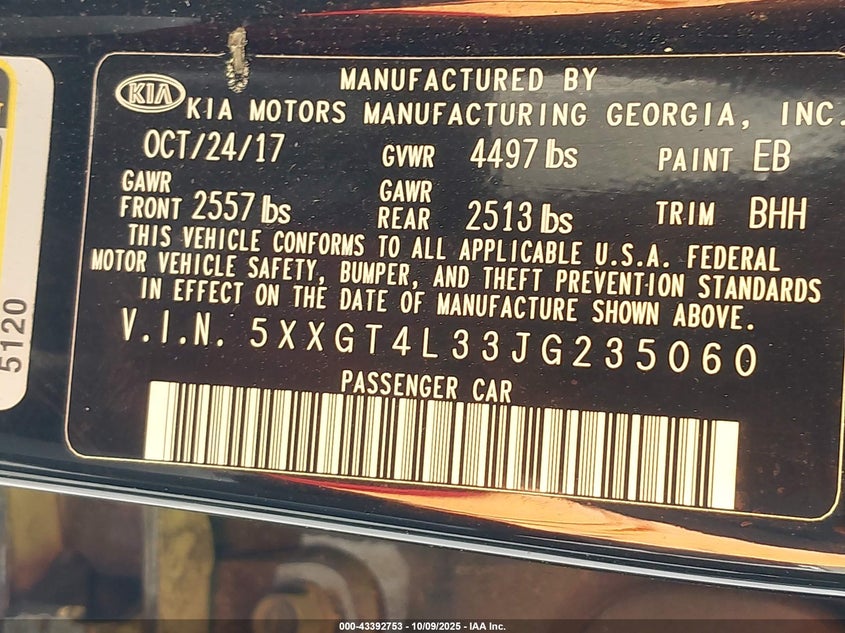 KIA
MANUFACTURED BY
KIA MOTORS MANUFACTURING GEORGIA, INC.
OCT/24/17 GVWR 4497 lbs PAINT EB
GAWR FRONT 2557 lbs GAWR REAR 2513 lbs TRIM BHH
THIS VEHICLE CONFORMS TO ALL APPLICABLE U.S.A. FEDERAL
MOTOR VEHICLE SAFETY, BUMPER, AND THEFT PREVENTION STANDARDS
IN EFFECT ON THE DATE OF MANUFACTURE SHOWN ABOVE.
V.I.N. 5XXGT4L33JG235060
PASSENGER CAR
5120
000-43392753 - 10/09/2025 - IAA Inc.